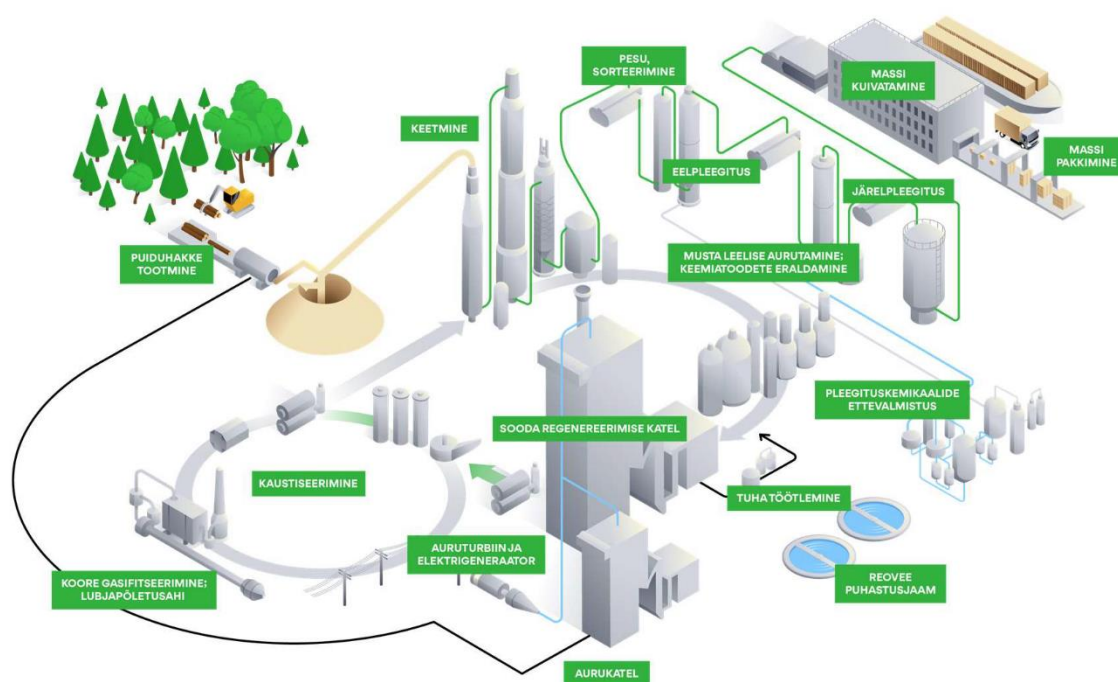 PESU,
SORTEERIMINE
MASSI
KUIVATAMINE
KEETMINE
MASSI
PAKKIMINE
EELPLEEGITUS
JÄRELPLEEGITUS
PUIDUHAKKE
TOOTMINE
MUSTA LEELISE AURUTAMINE;
KEEMIATOODETE ERALDAMINE
PLEEGITUSKEMIKAALIDE
ETTEVALMISTUS
SOODA REGENEREERIMISE KATEL
KAUSTISEERIMINE
TUHA TÖÖTLEMINE
AURUTURBIIN JA
ELEKTRIGENERAATOR
KOORE GASIFITSEERIMINE;
LUBJAPÕLETUSAHI
REOVEE
PUHASTUSJAAM
AURUKATEL